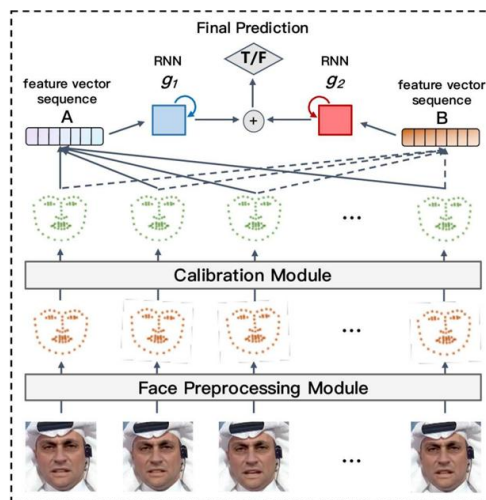 Final Prediction
T/F
RNN
g₁
RNN
g₂
feature vector
sequence
A
feature vector
sequence
B
+
...
Calibration Module
...
Face Preprocessing Module
...